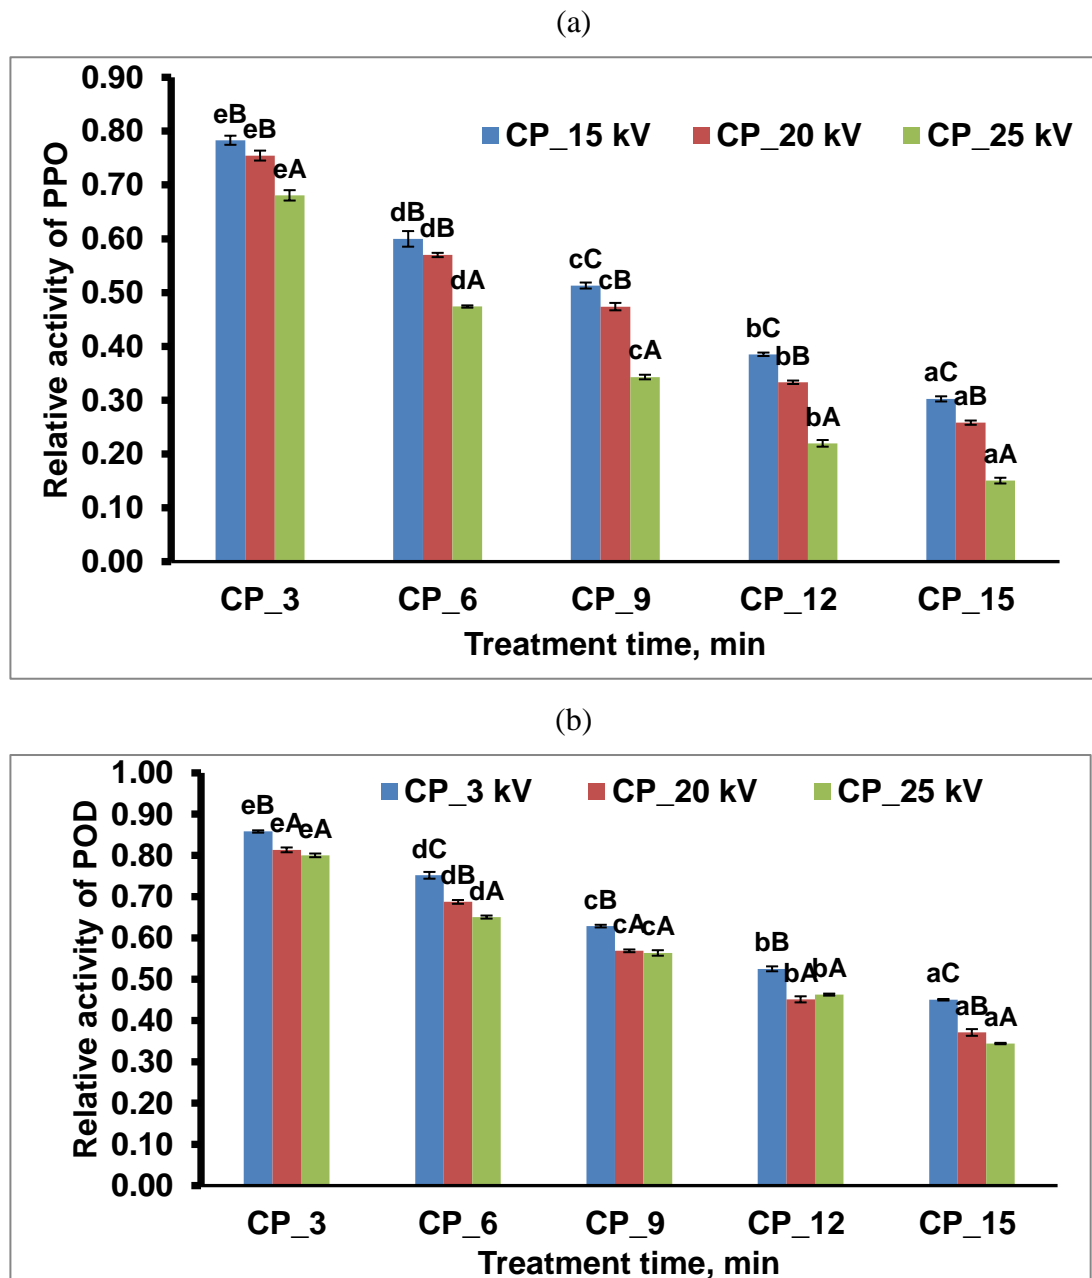 (a)
Relative activity of PPO
0.90
0.80
0.70
0.60
0.50
0.40
0.30
0.20
0.10
0.00
CP_15 kV CP_20 kV CP_25 kV
eB eB eA
dB dB dA
cC cB cA
bC bB bA
aC aB aA
CP_3 CP_6 CP_9 CP_12 CP_15
Treatment time, min
(b)
Relative activity of POD
1.00
0.90
0.80
0.70
0.60
0.50
0.40
0.30
0.20
0.10
0.00
CP_3 kV CP_20 kV CP_25 kV
eB eA eA
dC dB dA
cB cA cA
bB bA bA
aC aB aA
CP_3 CP_6 CP_9 CP_12 CP_15
Treatment time, min